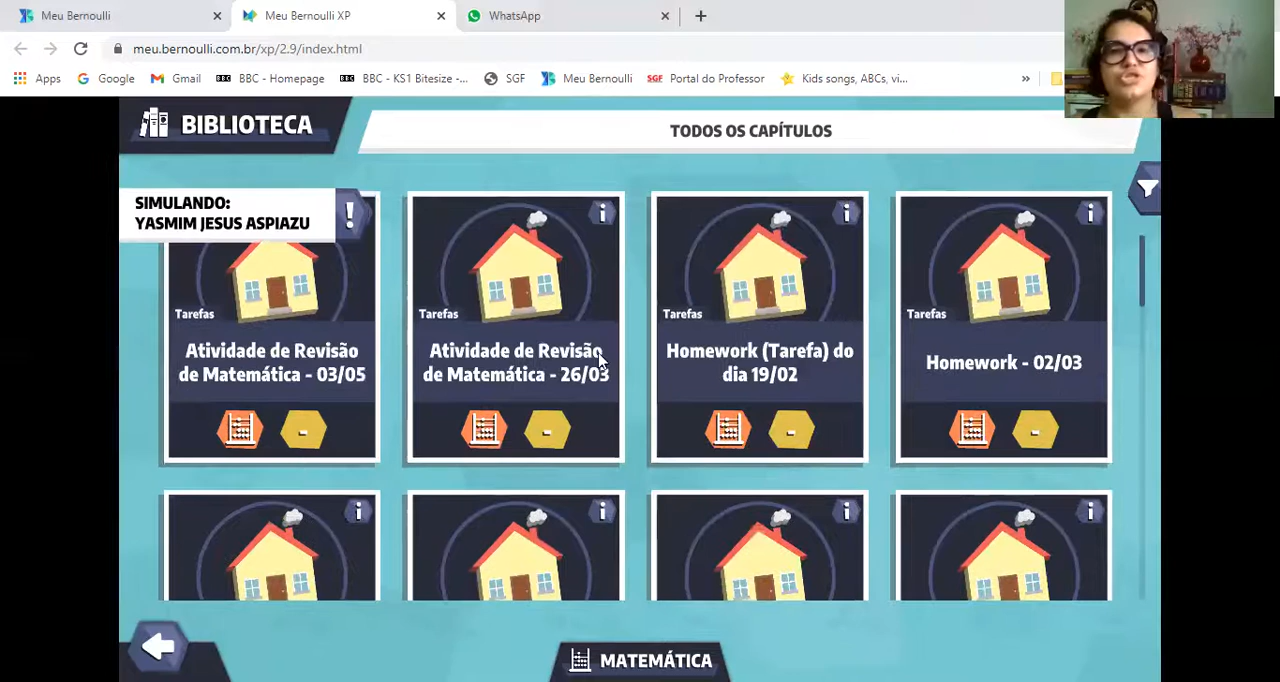 Meu Bernoulli
Meu Bernoulli XP
WhatsApp
meu.bernoulli.com.br/xp/2.9/index.html
Apps
Google
Gmail
BBC BBC - Homepage
BBC BBC - KS1 Bitesize -...
SGF
Meu Bernoulli
SGF Portal do Professor
Kids songs, ABCs, vi...
»
BIBLIOTECA
TODOS OS CAPÍTULOS
SIMULANDO:
YASMIM JESUS ASPIAZU
!
i
i
i
Tarefas
Tarefas
Tarefas
Tarefas
Atividade de Revisão
de Matemática - 03/05
Atividade de Revisão
de Matemática - 26/03
Homework (Tarefa) do
dia 19/02
Homework - 02/03
-
-
-
-
i
i
i
i
MATEMÁTICA